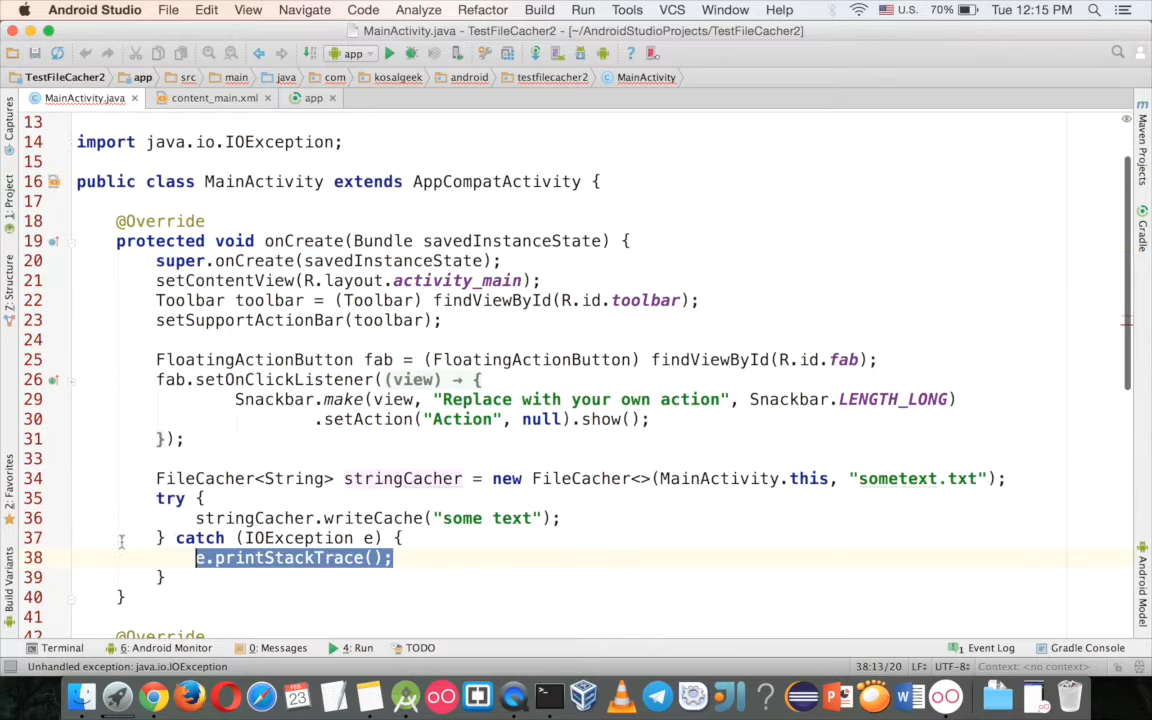 Android Studio File Edit View Navigate Code Analyze Refactor Build Run Tools VCS Window Help U.S. 70% Tue 12:15 PM
MainActivity.java - TestFileCacher2 - [~/AndroidStudioProjects/TestFileCacher2]
app
TestFileCacher2 app src main java com kosalgeek android testfilecacher2 MainActivity
MainActivity.java content_main.xml app
13
14 import java.io.IOException;
15
16 public class MainActivity extends AppCompatActivity {
17
18 @Override
19 protected void onCreate(Bundle savedInstanceState) {
20 super.onCreate(savedInstanceState);
21 setContentView(R.layout.activity_main);
22 Toolbar toolbar = (Toolbar) findViewById(R.id.toolbar);
23 setSupportActionBar(toolbar);
24
25 FloatingActionButton fab = (FloatingActionButton) findViewById(R.id.fab);
26 fab.setOnClickListener((view) → {
29 Snackbar.make(view, "Replace with your own action", Snackbar.LENGTH_LONG)
30 .setAction("Action", null).show();
31 });
33
34 FileCacher<String> stringCacher = new FileCacher<>(MainActivity.this, "sometext.txt");
35 try {
36 stringCacher.writeCache("some text");
37 } catch (IOException e) {
38 e.printStackTrace();
39 }
40 }
41
42 @Override
Captures
1: Project
7: Structure
2: Favorites
Build Variants
Maven Projects
Gradle
Android Model
Terminal 6: Android Monitor 0: Messages 4: Run TODO Event Log Gradle Console
Unhandled exception: java.io.IOException 38:13/20 LF÷ UTF-8÷ Context: <no context>
FEB
23